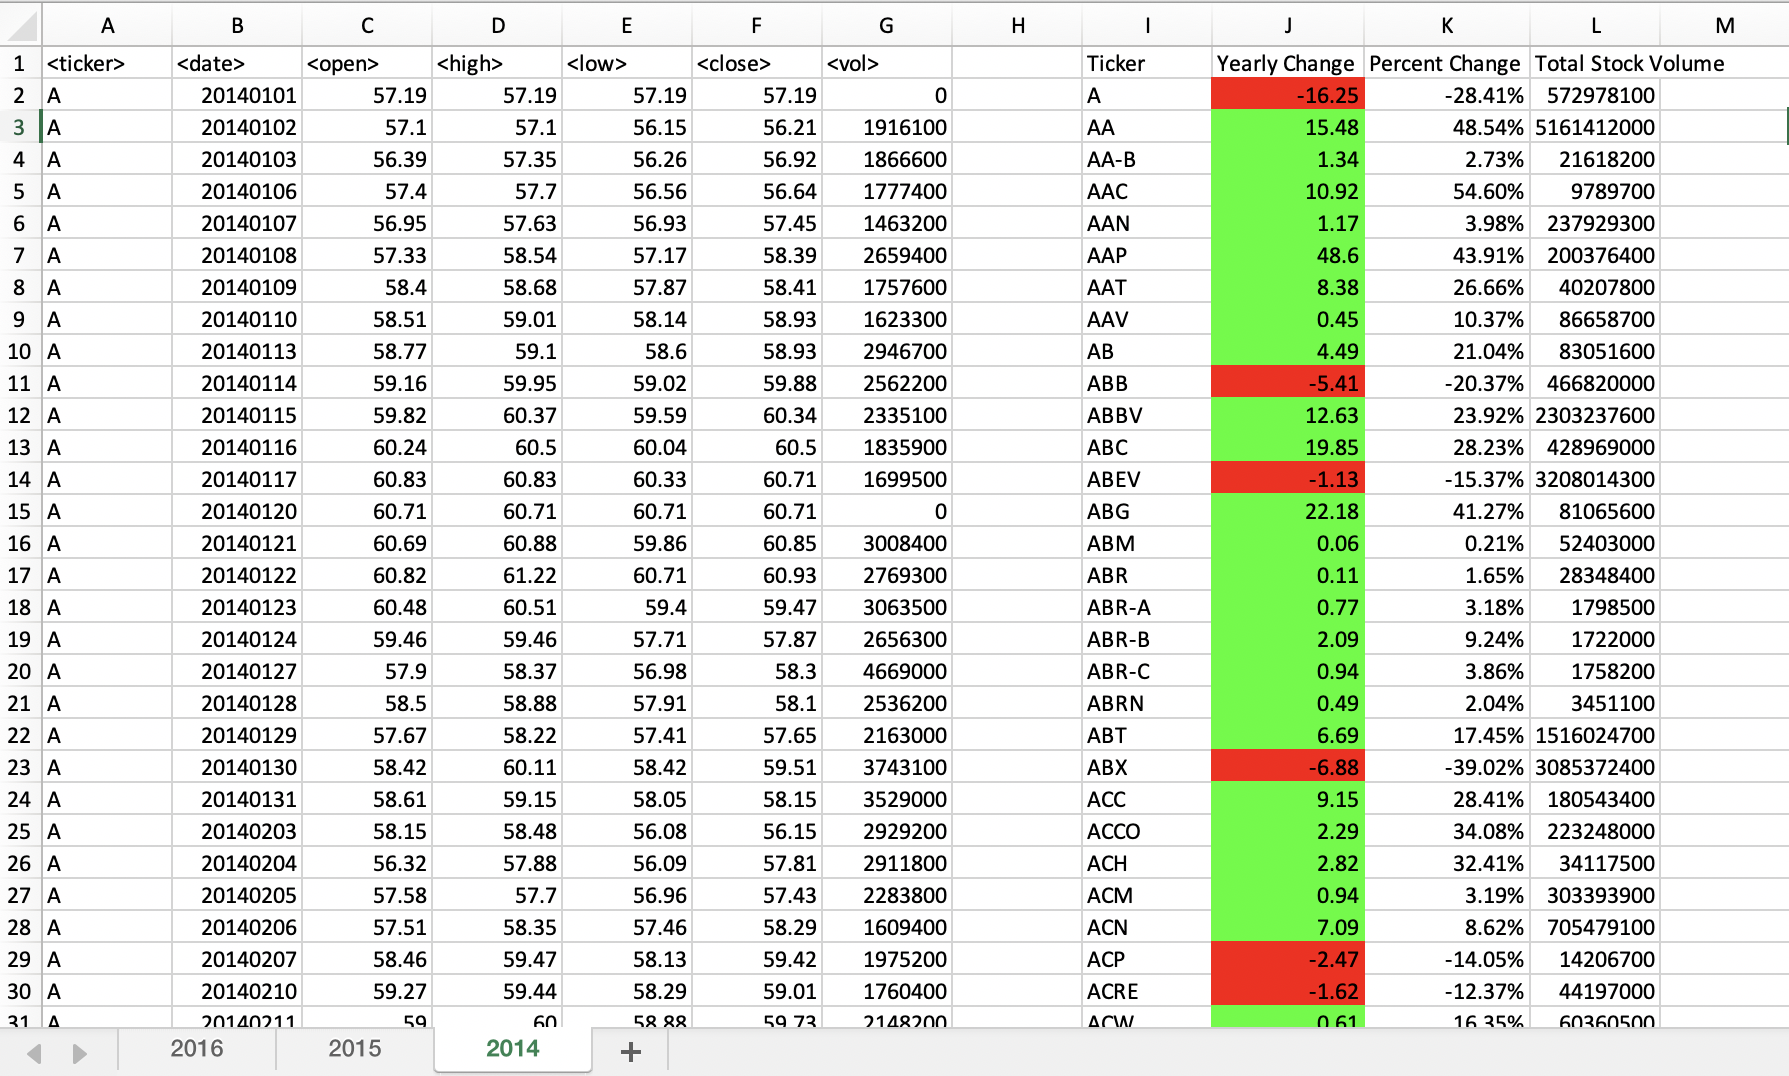 A B C D E F G H I J K L M
1 <ticker> <date> <open> <high> <low> <close> <vol> Ticker Yearly Change Percent Change Total Stock Volume
2 A 20140101 57.19 57.19 57.19 57.19 0 A -16.25 -28.41% 572978100
3 A 20140102 57.1 57.1 56.15 56.21 1916100 AA 15.48 48.54% 5161412000
4 A 20140103 56.39 57.35 56.26 56.92 1866600 AA-B 1.34 2.73% 21618200
5 A 20140106 57.4 57.7 56.56 56.64 1777400 AAC 10.92 54.60% 9789700
6 A 20140107 56.95 57.63 56.93 57.45 1463200 AAN 1.17 3.98% 237929300
7 A 20140108 57.33 58.54 57.17 58.39 2659400 AAP 48.6 43.91% 200376400
8 A 20140109 58.4 58.68 57.87 58.41 1757600 AAT 8.38 26.66% 40207800
9 A 20140110 58.51 59.01 58.14 58.93 1623300 AAV 0.45 10.37% 86658700
10 A 20140113 58.77 59.1 58.6 58.93 2946700 AB 4.49 21.04% 83051600
11 A 20140114 59.16 59.95 59.02 59.88 2562200 ABB -5.41 -20.37% 466820000
12 A 20140115 59.82 60.37 59.59 60.34 2335100 ABBV 12.63 23.92% 2303237600
13 A 20140116 60.24 60.5 60.04 60.5 1835900 ABC 19.85 28.23% 428969000
14 A 20140117 60.83 60.83 60.33 60.71 1699500 ABEV -1.13 -15.37% 3208014300
15 A 20140120 60.71 60.71 60.71 60.71 0 ABG 22.18 41.27% 81065600
16 A 20140121 60.69 60.88 59.86 60.85 3008400 ABM 0.06 0.21% 52403000
17 A 20140122 60.82 61.22 60.71 60.93 2769300 ABR 0.11 1.65% 28348400
18 A 20140123 60.48 60.51 59.4 59.47 3063500 ABR-A 0.77 3.18% 1798500
19 A 20140124 59.46 59.46 57.71 57.87 2656300 ABR-B 2.09 9.24% 1722000
20 A 20140127 57.9 58.37 56.98 58.3 4669000 ABR-C 0.94 3.86% 1758200
21 A 20140128 58.5 58.88 57.91 58.1 2536200 ABRN 0.49 2.04% 3451100
22 A 20140129 57.67 58.22 57.41 57.65 2163000 ABT 6.69 17.45% 1516024700
23 A 20140130 58.42 60.11 58.42 59.51 3743100 ABX -6.88 -39.02% 3085372400
24 A 20140131 58.61 59.15 58.05 58.15 3529000 ACC 9.15 28.41% 180543400
25 A 20140203 58.15 58.48 56.08 56.15 2929200 ACCO 2.29 34.08% 223248000
26 A 20140204 56.32 57.88 56.09 57.81 2911800 ACH 2.82 32.41% 34117500
27 A 20140205 57.58 57.7 56.96 57.43 2283800 ACM 0.94 3.19% 303393900
28 A 20140206 57.51 58.35 57.46 58.29 1609400 ACN 7.09 8.62% 705479100
29 A 20140207 58.46 59.47 58.13 59.42 1975200 ACP -2.47 -14.05% 14206700
30 A 20140210 59.27 59.44 58.29 59.01 1760400 ACRE -1.62 -12.37% 44197000
31 A 20140211 59 60 58.88 59.73 2148200 ACW 0.61 16.35% 60360500
2016 2015 2014 +